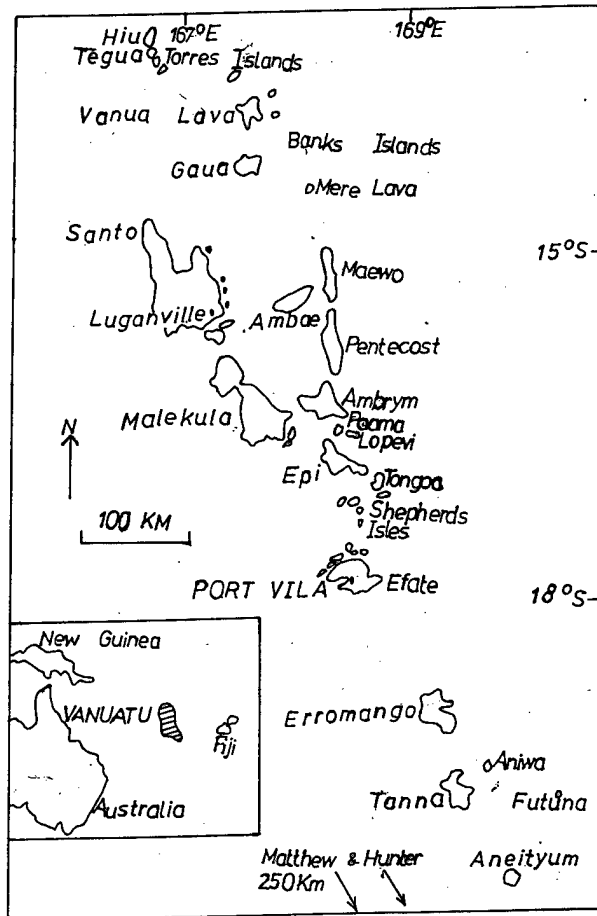 Hiu 167°E 169°E
Tegua Torres Islands
Vanua Lava
Banks Islands
Gaua
Mere Lava
Santo
15°S
Maewo
Luganville Ambae
Pentecost
Ambrym
Malekula
Paama
Lopevi
N
Epi
Tongoa
100 KM
Shepherds
Isles
PORT VILA Efate
18°S
New Guinea
VANUATU
Fiji
Australia
Erromango
Aniwa
Tanna Futuna
Matthew & Hunter
250Km
Aneityum